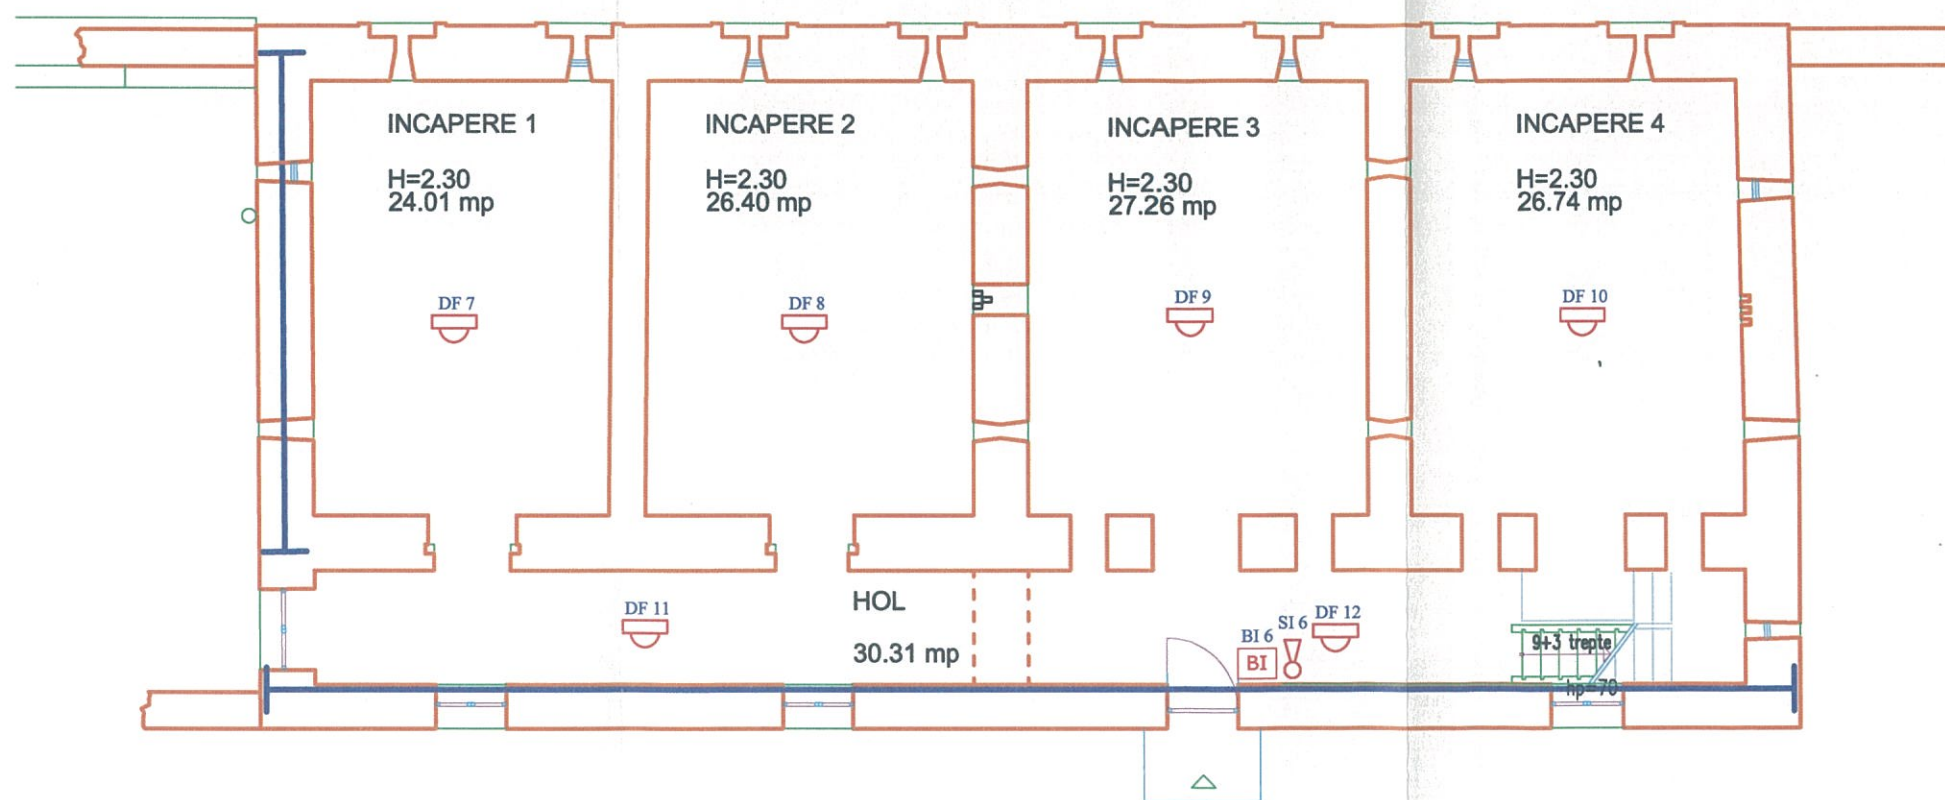 INCAPERE 1
H=2.30
24.01 mp
INCAPERE 2
H=2.30
26.40 mp
INCAPERE 3
H=2.30
27.26 mp
INCAPERE 4
H=2.30
26.74 mp
DF 7
DF 8
DF 9
DF 10
DF 11
HOL
30.31 mp
BI 6
BI
SI 6
DF 12
9+3 trepte
hp=70